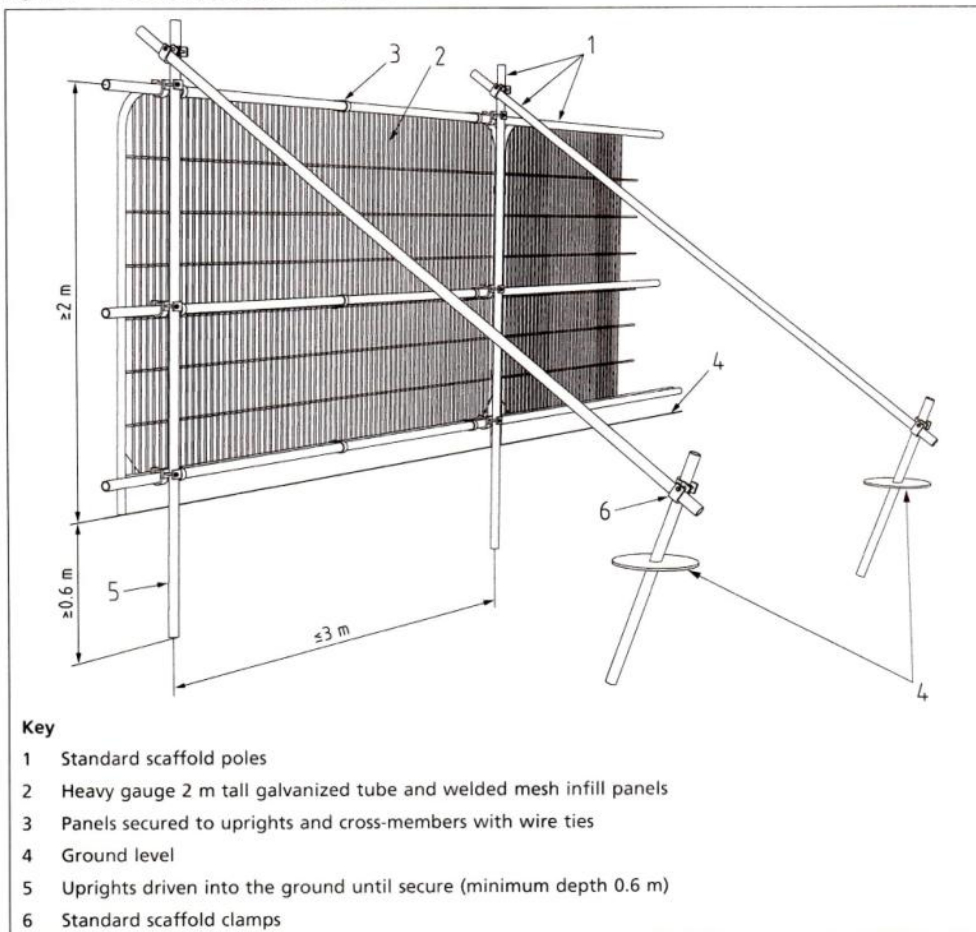 3
2
1
≥2 m
4
6
5
≥0.6 m
≤3 m
4
Key
1 Standard scaffold poles
2 Heavy gauge 2 m tall galvanized tube and welded mesh infill panels
3 Panels secured to uprights and cross-members with wire ties
4 Ground level
5 Uprights driven into the ground until secure (minimum depth 0.6 m)
6 Standard scaffold clamps